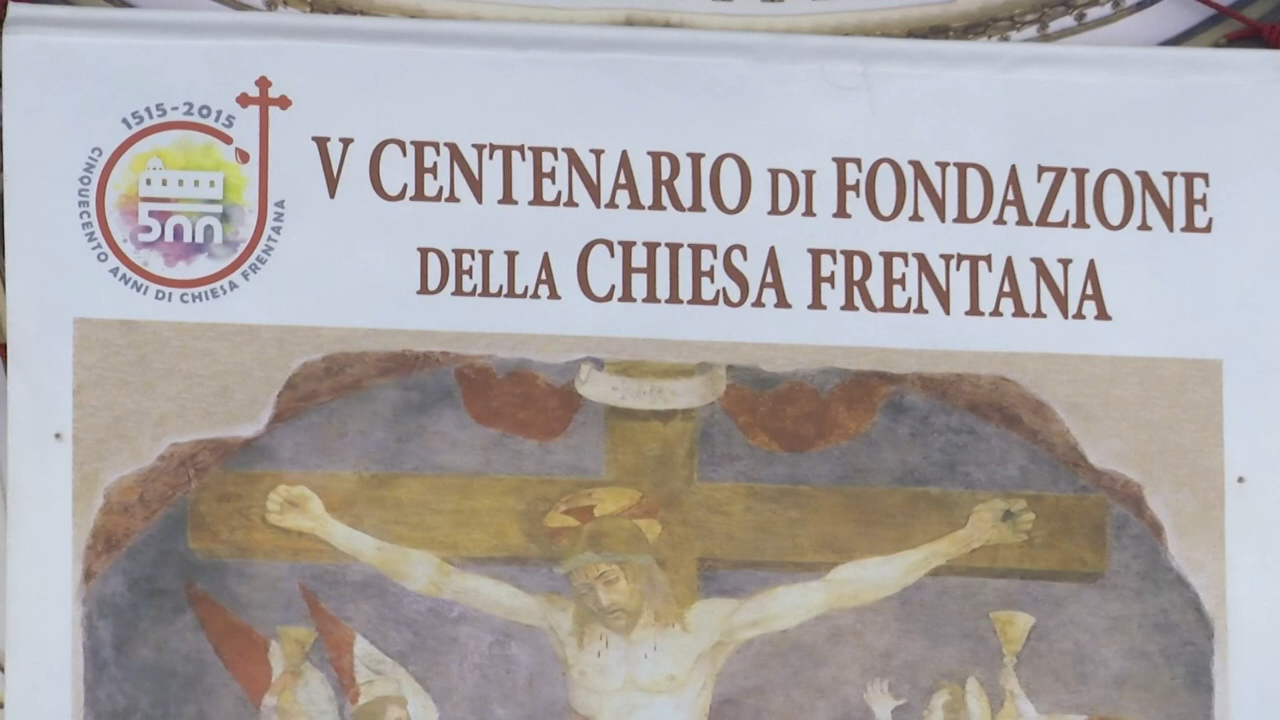 1515-2015
CINQUECENTO ANNI DI CHIESA FRENTANA
500
V CENTENARIO DI FONDAZIONE
DELLA CHIESA FRENTANA